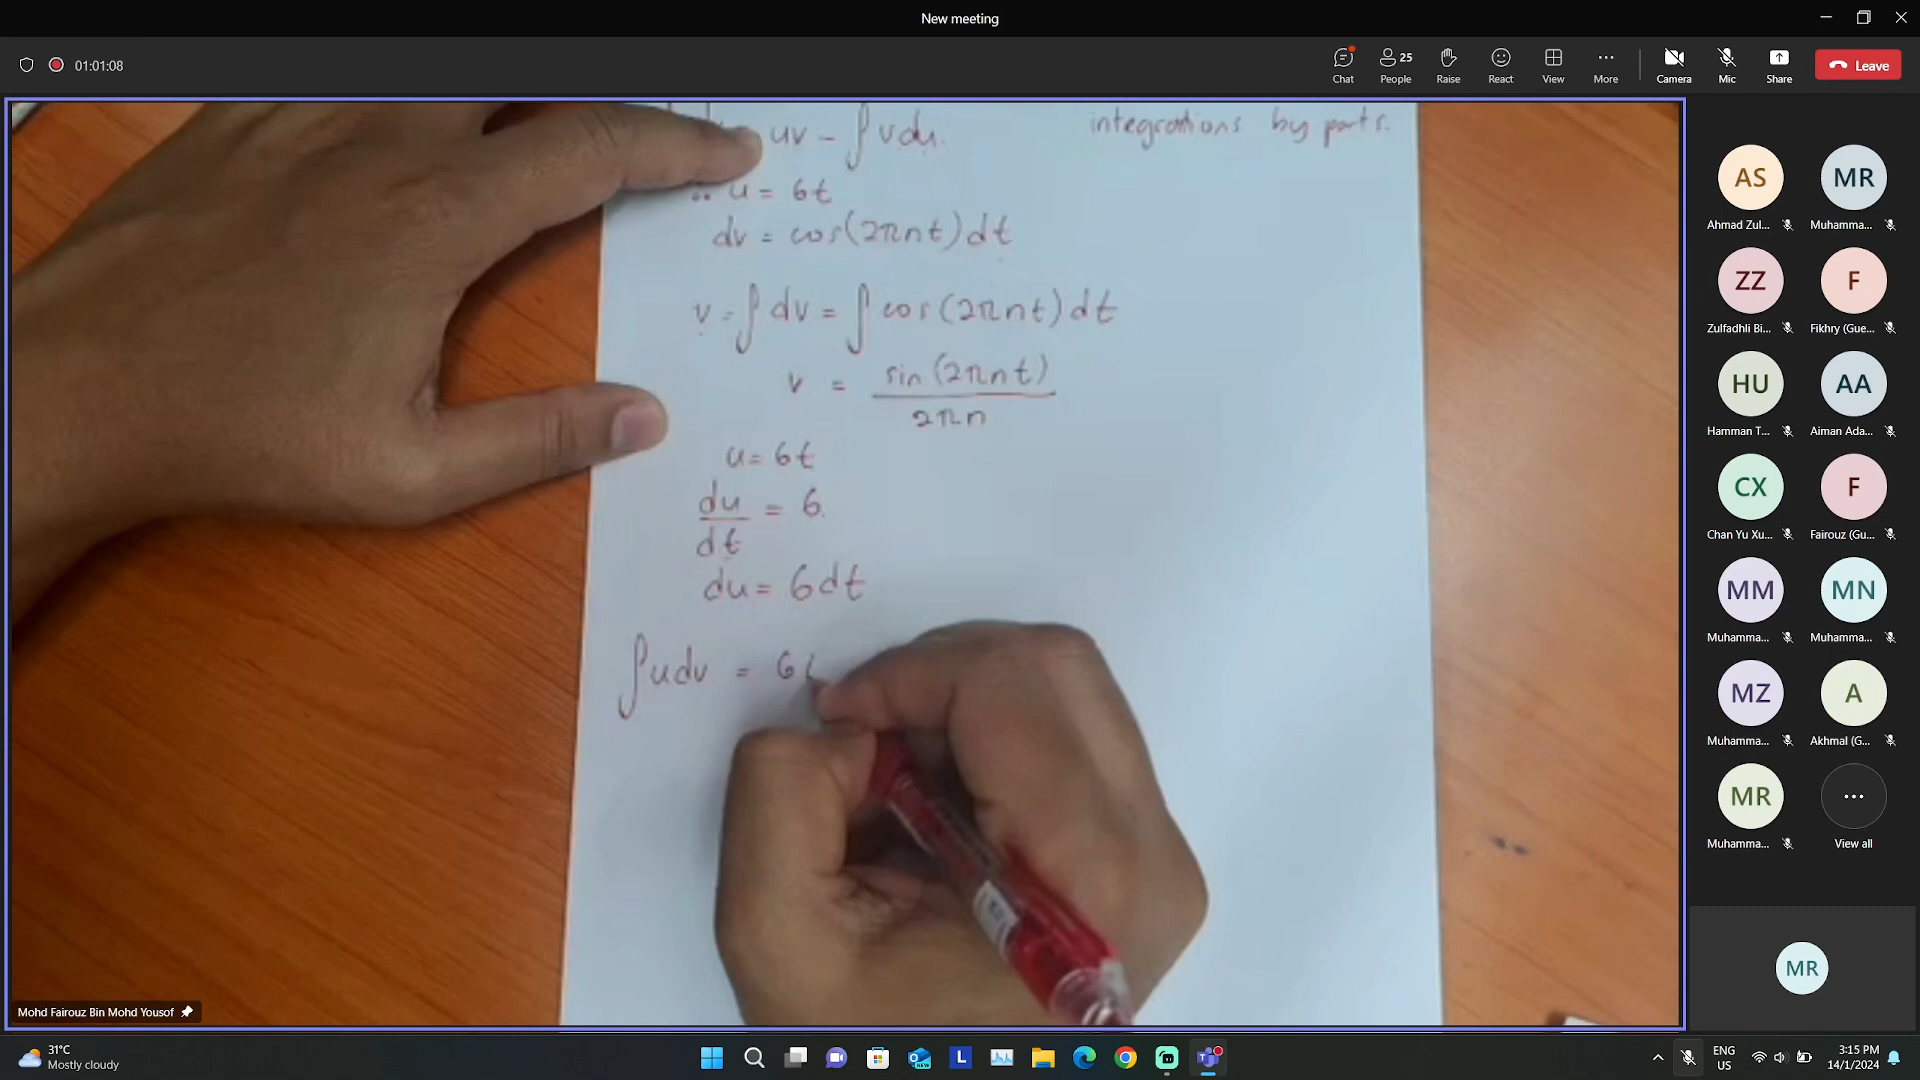 New meeting
01:01:08
Chat
25
People
Raise
React
View
More
Camera
Mic
Share
Leave
uv - ∫vdu.
integrations by parts.
∴ u = 6t
dv = cos(2πnt)dt
v = ∫dv = ∫cos(2πnt)dt
v = sin(2πnt)
2πn
u = 6t
du = 6.
dt
du = 6dt
∫udv = 6t
AS
MR
Ahmad Zul...
Muhamma...
ZZ
F
Zulfadhli Bi...
Fikhry (Gue...
HU
AA
Hamman T...
Aiman Ada...
CX
F
Chan Yu Xu...
Fairouz (Gu...
MM
MN
Muhamma...
Muhamma...
MZ
A
Muhamma...
Akhmal (G...
MR
Muhamma...
View all
MR
Mohd Fairouz Bin Mohd Yousof
31°C
Mostly cloudy
NEW
L
ENG
US
3:15 PM
14/1/2024